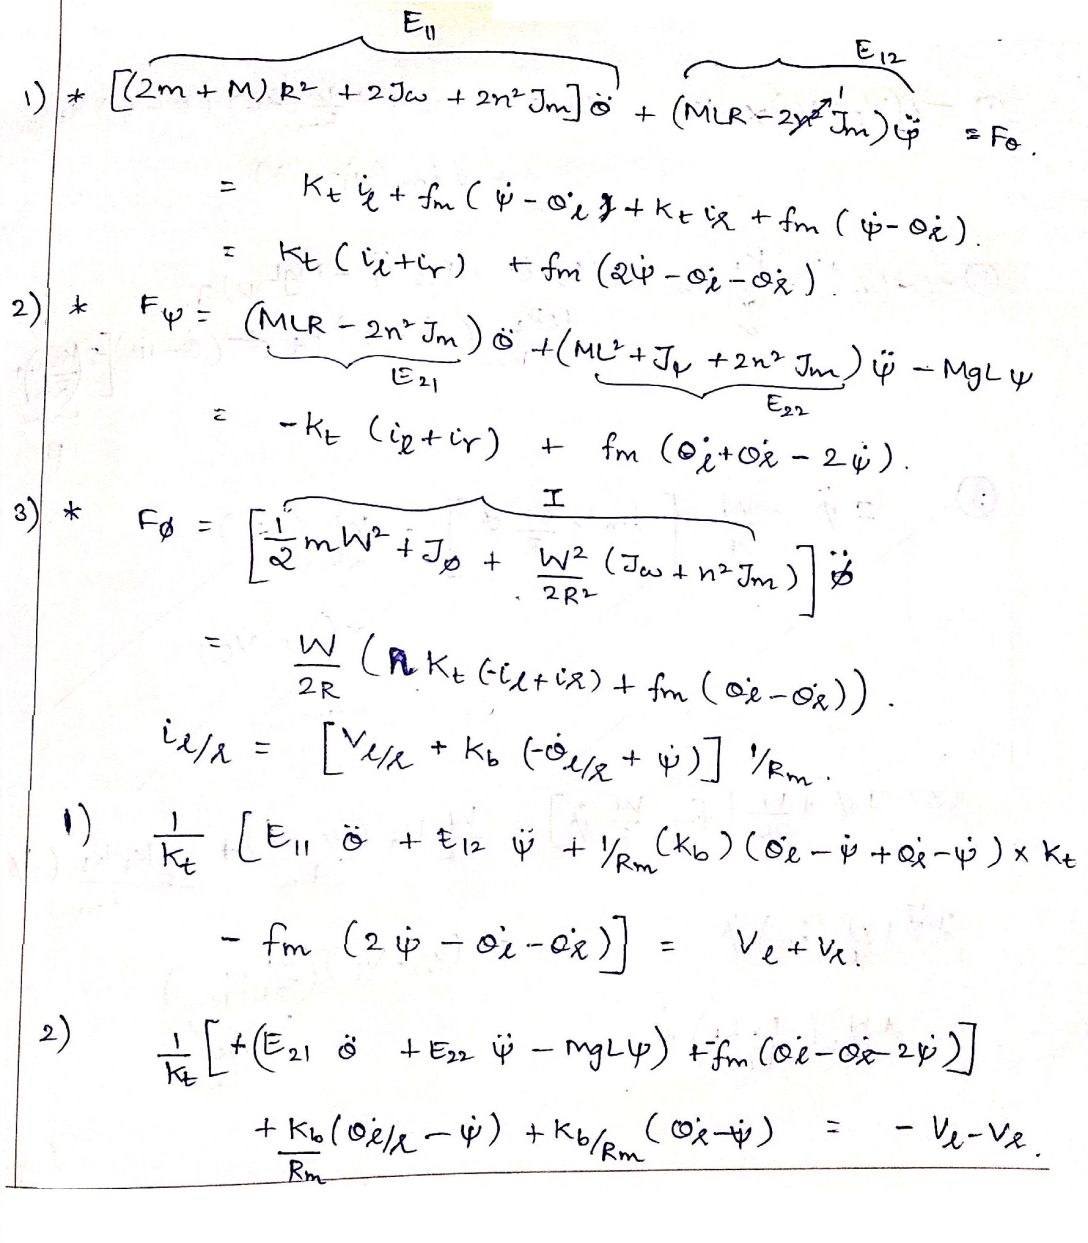 E₁₁
E₁₂
1) * [(2m + M) R² + 2Jω + 2n² Jm] θ̈ + (MLR − 2n² Jm) ψ̈ = Fθ.
= Kt iℓ + fm (ψ̇ − θ̇ℓ) + Kt ir + fm (ψ̇ − θ̇r).
= Kt (iℓ + ir) + fm (2ψ̇ − θ̇ℓ − θ̇r).
2) * Fψ = (MLR − 2n² Jm) θ̈ + (ML² + Jψ + 2n² Jm) ψ̈ − MgLψ
E₂₁ E₂₂
= −Kt (iℓ + ir) + fm (θ̇ℓ + θ̇r − 2ψ̇).
I
3) * Fø = [1/2 mW² + Jø + W²/2R² (Jω + n² Jm)] ø̈
= W/2R (n Kt (−iℓ + ir) + fm (θ̇ℓ − θ̇r)).
iℓ/r = [Vℓ/r + Kb (−θ̇ℓ/r + ψ̇)] 1/Rm.
1) 1/Kt [E₁₁ θ̈ + E₁₂ ψ̈ + 1/Rm (Kb) (θ̇ℓ − ψ̇ + θ̇r − ψ̇) x Kt
− fm (2ψ̇ − θ̇ℓ − θ̇r)] = Vℓ + Vr.
2) 1/Kt [+(E₂₁ θ̈ + E₂₂ ψ̈ − MgLψ) + fm (θ̇ℓ − θ̇r − 2ψ̇)]
+ Kb/Rm (θ̇ℓ/r − ψ̇) + Kb/Rm (θ̇r − ψ̇) = − Vℓ − Vr.